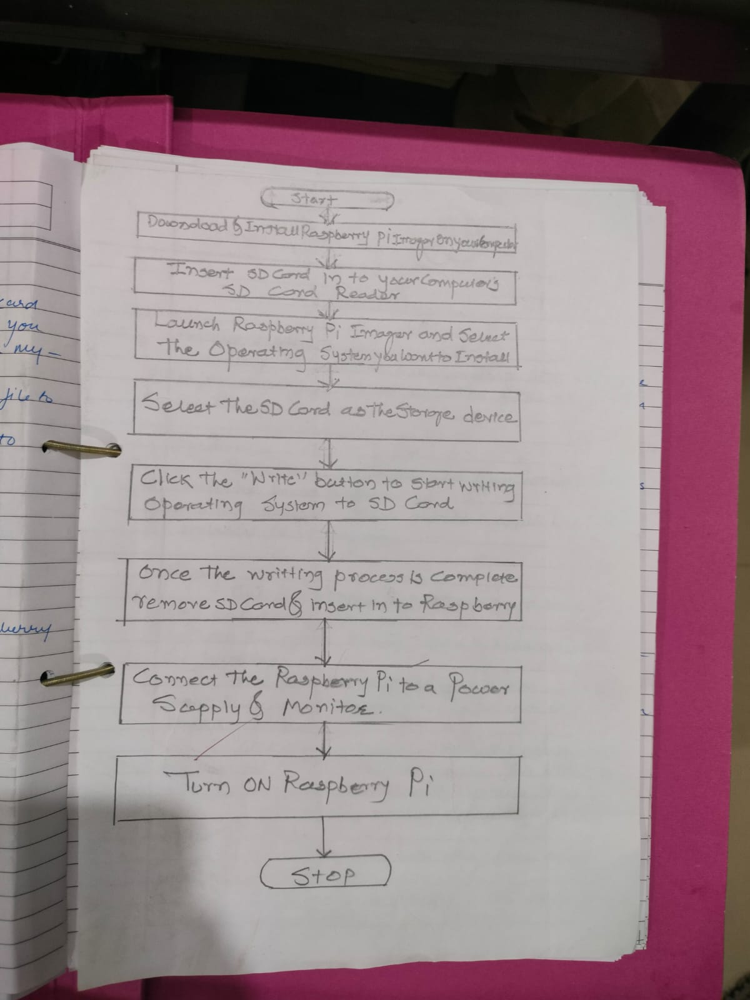 Start
Download & Install Raspberry Pi Imager On your Computer
Insert SD Card in to your Computer's
SD Card Reader
Launch Raspberry Pi Imager and Select
the Operating System you want to Install
Select The SD Card as The Storage device
Click The "Write" button to Start writing
Operating System to SD Card
Once The writting process is complete
remove SD Card & insert in to Raspberry
Connect The Raspberry Pi to a Power
Supply & Monitor.
Turn ON Raspberry Pi
Stop
card
you
my-
file to
to
berry